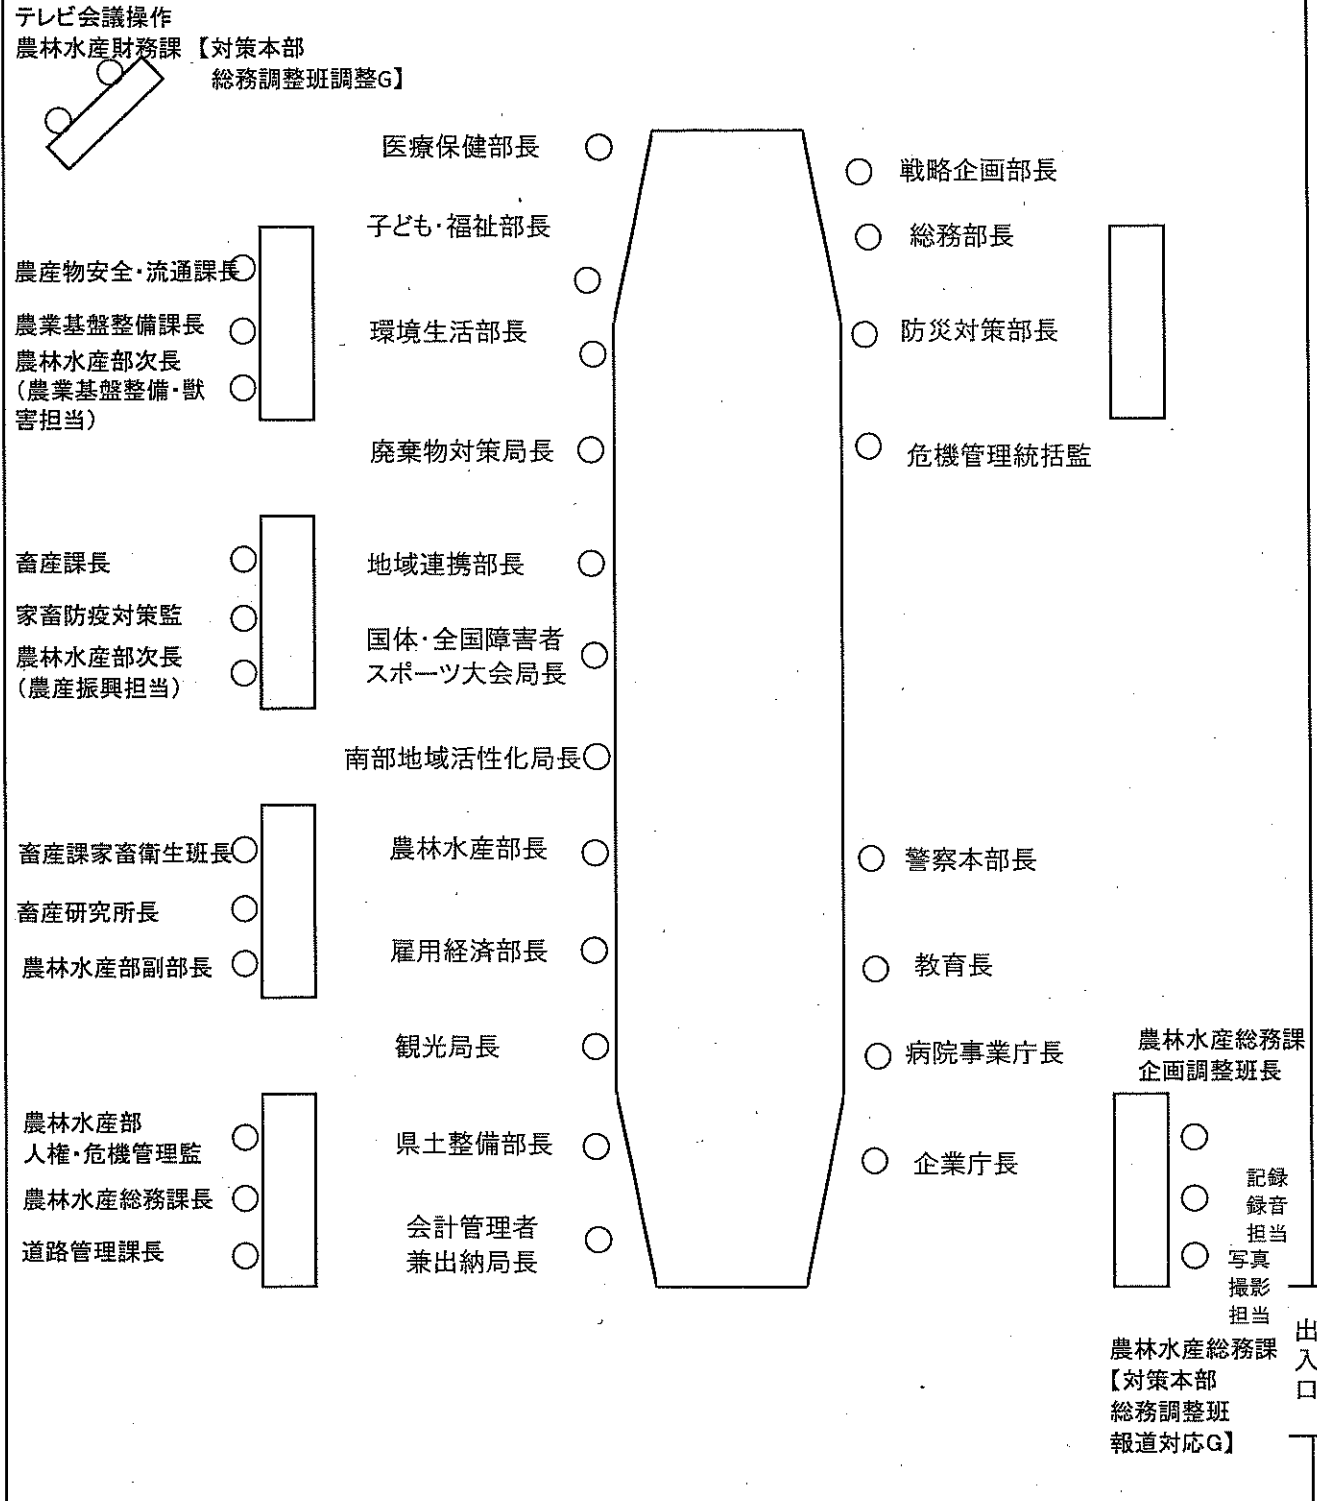 テレビ会議操作
農林水産財務課【対策本部
総務調整班調整G】
医療保健部長
子ども・福祉部長
環境生活部長
廃棄物対策局長
地域連携部長
国体・全国障害者
スポーツ大会局長
南部地域活性化局長
農林水産部長
雇用経済部長
観光局長
県土整備部長
会計管理者
兼出納局長
戦略企画部長
総務部長
防災対策部長
危機管理統括監
警察本部長
教育長
病院事業庁長
企業庁長
農産物安全・流通課長
農業基盤整備課長
農林水産部次長
(農業基盤整備・獣
害担当)
畜産課長
家畜防疫対策監
農林水産部次長
(農産振興担当)
畜産課家畜衛生班長
畜産研究所長
農林水産部副部長
農林水産部
人権・危機管理監
農林水産総務課長
道路管理課長
農林水産総務課
企画調整班長
記録
録音
担当
写真
撮影
担当
農林水産総務課
【対策本部
総務調整班
報道対応G】
出入口